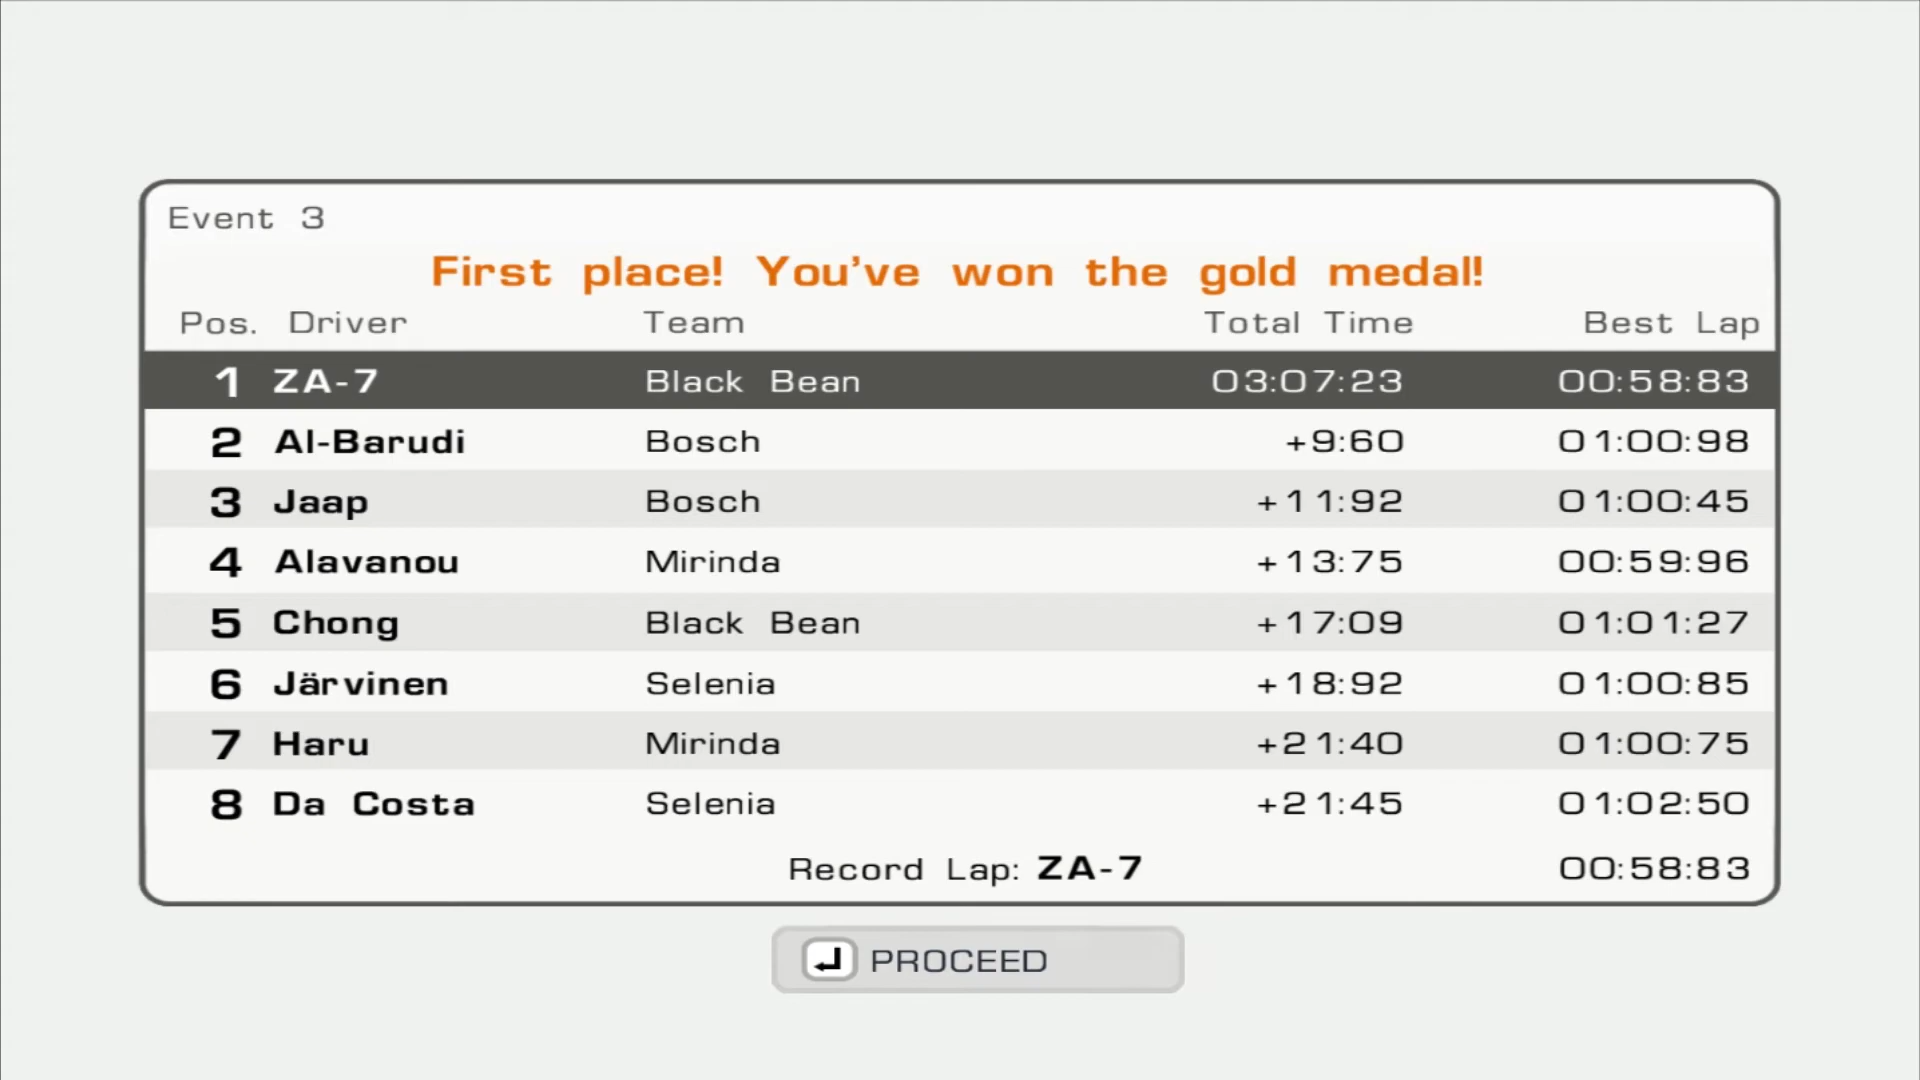 Event 3
First place! You've won the gold medal!
Pos. Driver Team Total Time Best Lap
1 ZA-7 Black Bean 03:07:23 00:58:83
2 Al-Barudi Bosch +9:60 01:00:98
3 Jaap Bosch +11:92 01:00:45
4 Alavanou Mirinda +13:75 00:59:96
5 Chong Black Bean +17:09 01:01:27
6 Järvinen Selenia +18:92 01:00:85
7 Haru Mirinda +21:40 01:00:75
8 Da Costa Selenia +21:45 01:02:50
Record Lap: ZA-7 00:58:83
PROCEED